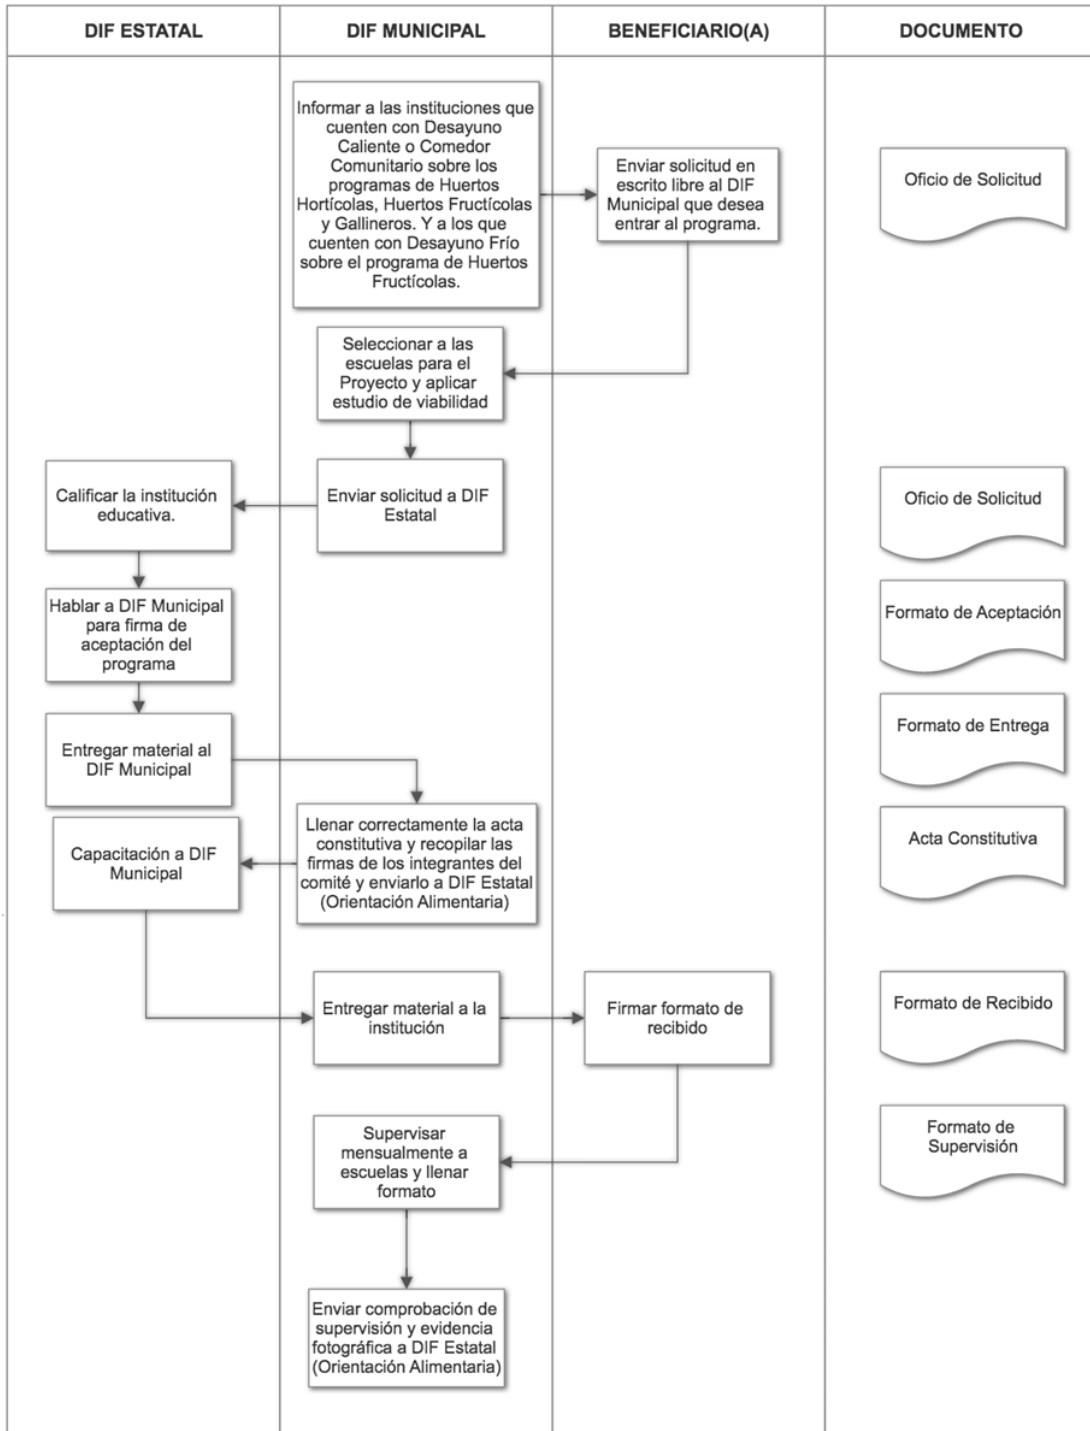 DIF ESTATAL
DIF MUNICIPAL
BENEFICIARIO(A)
DOCUMENTO
Informar a las instituciones que
cuenten con Desayuno
Caliente o Comedor
Comunitario sobre los
programas de Huertos
Hortícolas, Huertos Fructícolas
y Gallineros. Y a los que
cuenten con Desayuno Frío
sobre el programa de Huertos
Fructícolas.
Enviar solicitud en
escrito libre al DIF
Municipal que desea
entrar al programa.
Oficio de Solicitud
Seleccionar a las
escuelas para el
Proyecto y aplicar
estudio de viabilidad
Calificar la institución
educativa.
Enviar solicitud a DIF
Estatal
Oficio de Solicitud
Hablar a DIF Municipal
para firma de
aceptación del
programa
Formato de Aceptación
Entregar material al
DIF Municipal
Formato de Entrega
Llenar correctamente la acta
constitutiva y recopilar las
firmas de los integrantes del
comité y enviarlo a DIF Estatal
(Orientación Alimentaria)
Capacitación a DIF
Municipal
Acta Constitutiva
Entregar material a la
institución
Firmar formato de
recibido
Formato de Recibido
Supervisar
mensualmente a
escuelas y llenar
formato
Formato de
Supervisión
Enviar comprobación de
supervisión y evidencia
fotográfica a DIF Estatal
(Orientación Alimentaria)